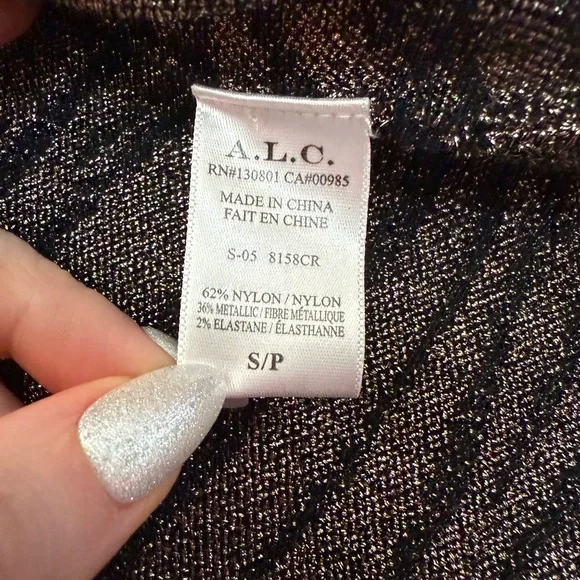 A.L.C.
RN#130801 CA#00985
MADE IN CHINA
FAIT EN CHINE
S-05 8158CR
62% NYLON / NYLON
36% METALLIC / FIBRE MÉTALLIQUE
2% ELASTANE / ÉLASTHANNE
S/P